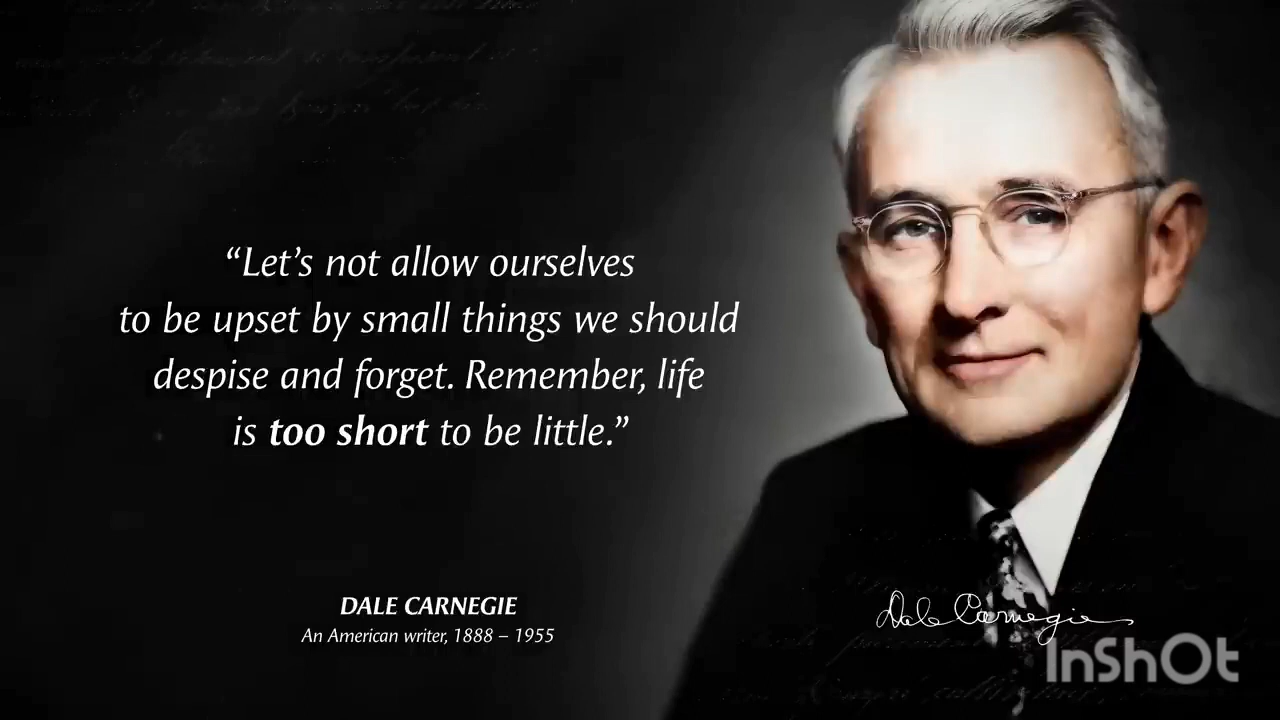 “Let’s not allow ourselves
to be upset by small things we should
despise and forget. Remember, life
is too short to be little.”
DALE CARNEGIE
An American writer, 1888 – 1955
Dale Carnegie
InShOt